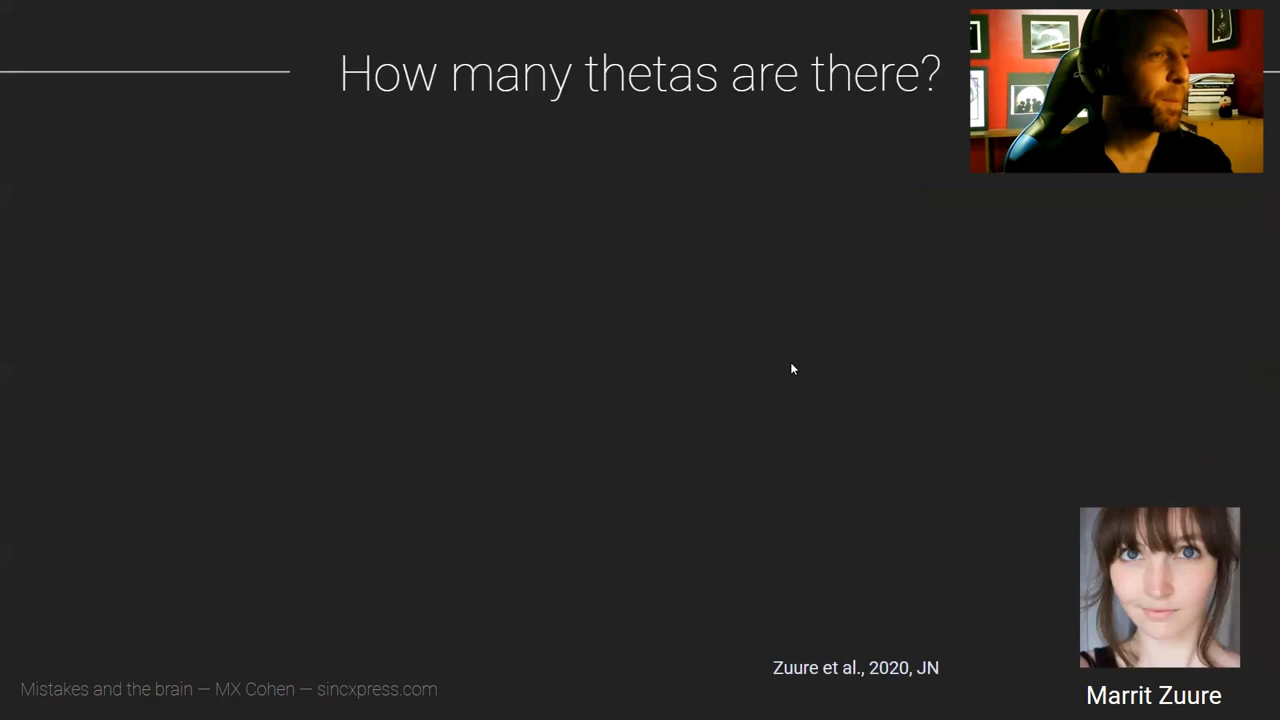 How many thetas are there?
Zuure et al., 2020, JN
Mistakes and the brain — MX Cohen — sincxpress.com
Marrit Zuure